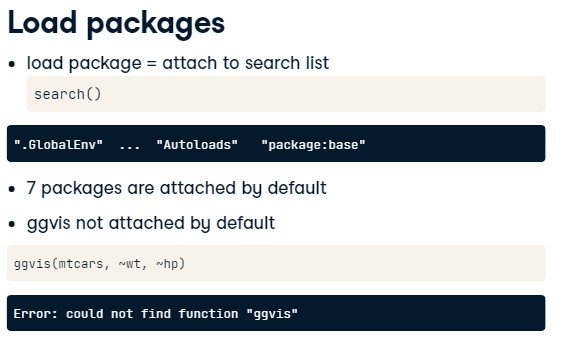 Load packages
• load package = attach to search list
search()
".GlobalEnv"  ...  "Autoloads"   "package:base"
• 7 packages are attached by default
• ggvis not attached by default
ggvis(mtcars, ~wt, ~hp)
Error: could not find function "ggvis"